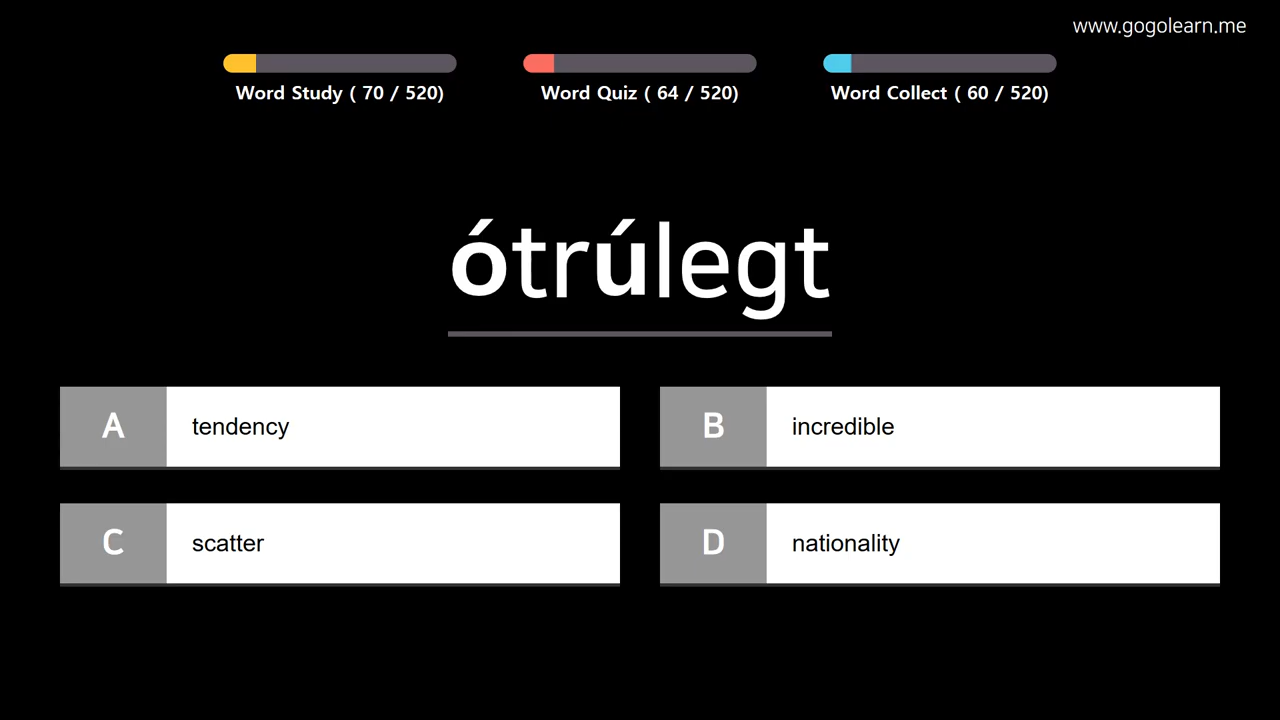 www.gogolearn.me
Word Study ( 70 / 520)
Word Quiz ( 64 / 520)
Word Collect ( 60 / 520)
ótrúlegt
A tendency
B incredible
C scatter
D nationality